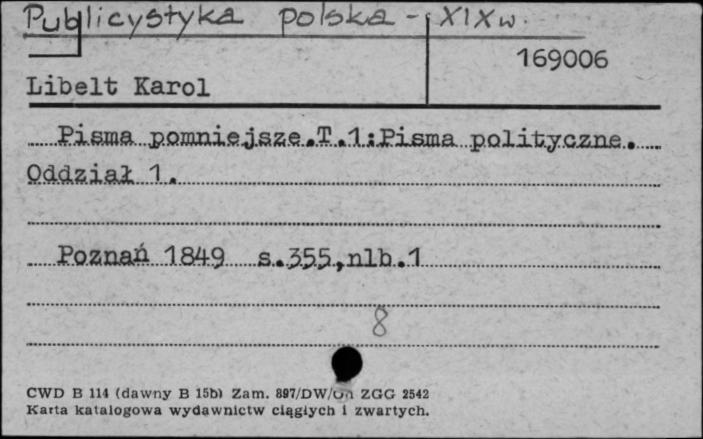 Publicystyka polska - XIX w.
169006
Libelt Karol
Pisma pomniejsze.T.1:Pisma polityczne.
Oddział 1.
Poznań 1849 s.355,nlb.1
8
CWD B 114 (dawny B 15b) Zam. 897/DW/ ZGG 2542
Karta katalogowa wydawnictw ciągłych i zwartych.